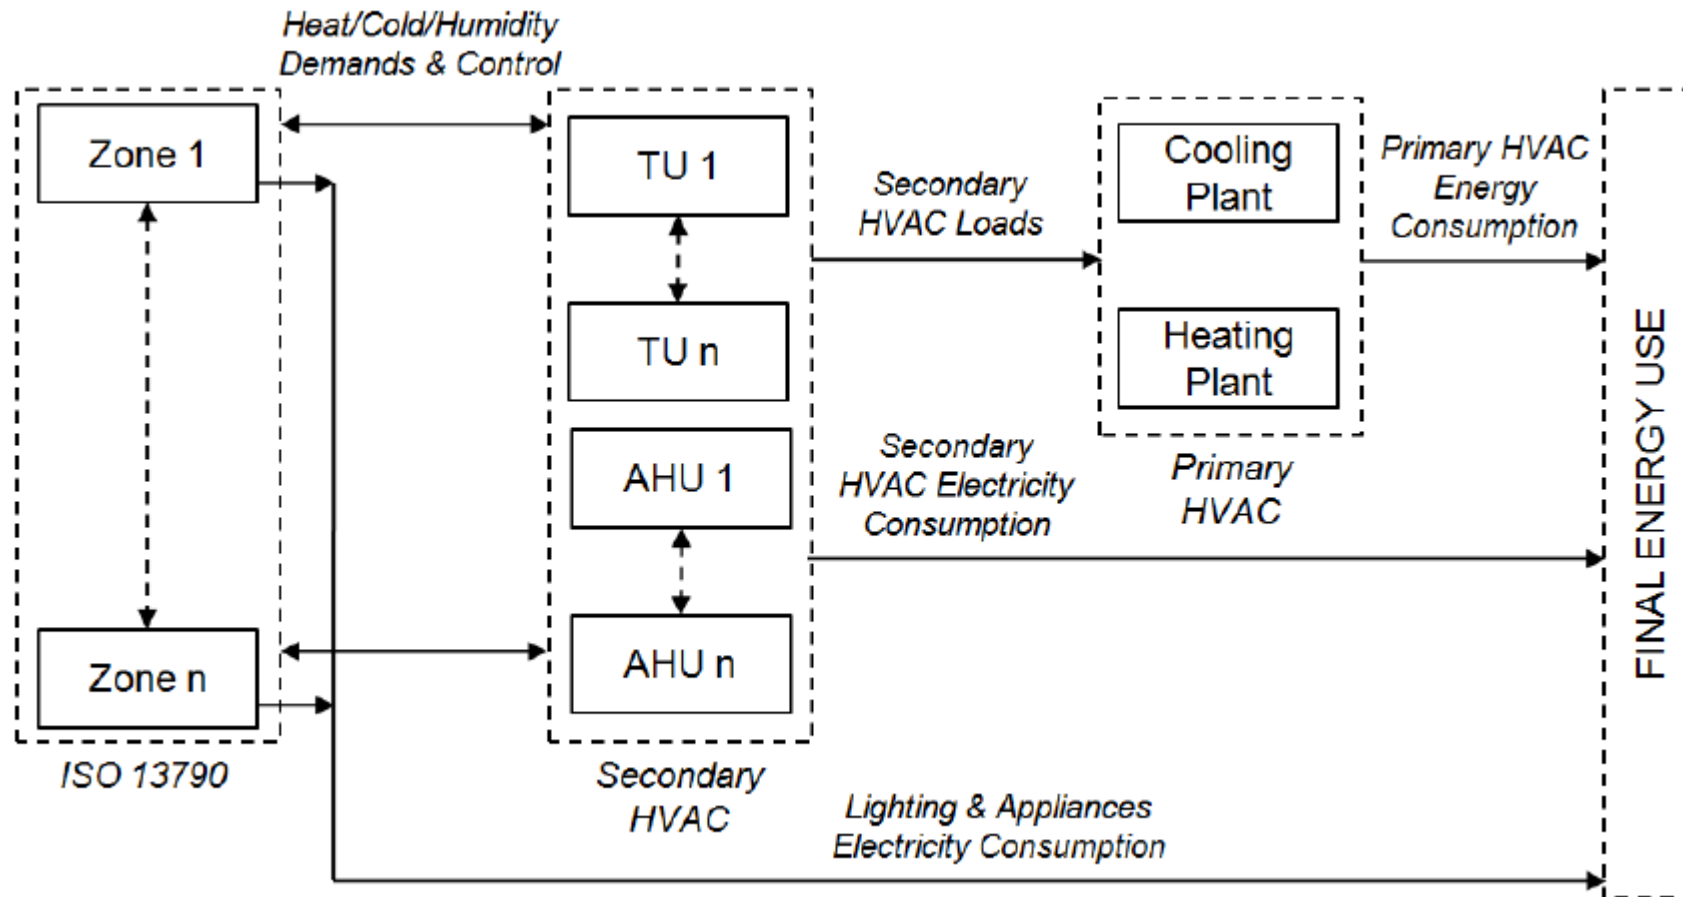 Heat/Cold/Humidity
Demands & Control
Zone 1
Zone n
ISO 13790
TU 1
TU n
AHU 1
AHU n
Secondary
HVAC
Secondary
HVAC Loads
Cooling
Plant
Heating
Plant
Primary
HVAC
Primary HVAC
Energy
Consumption
Secondary
HVAC Electricity
Consumption
Lighting & Appliances
Electricity Consumption
FINAL ENERGY USE